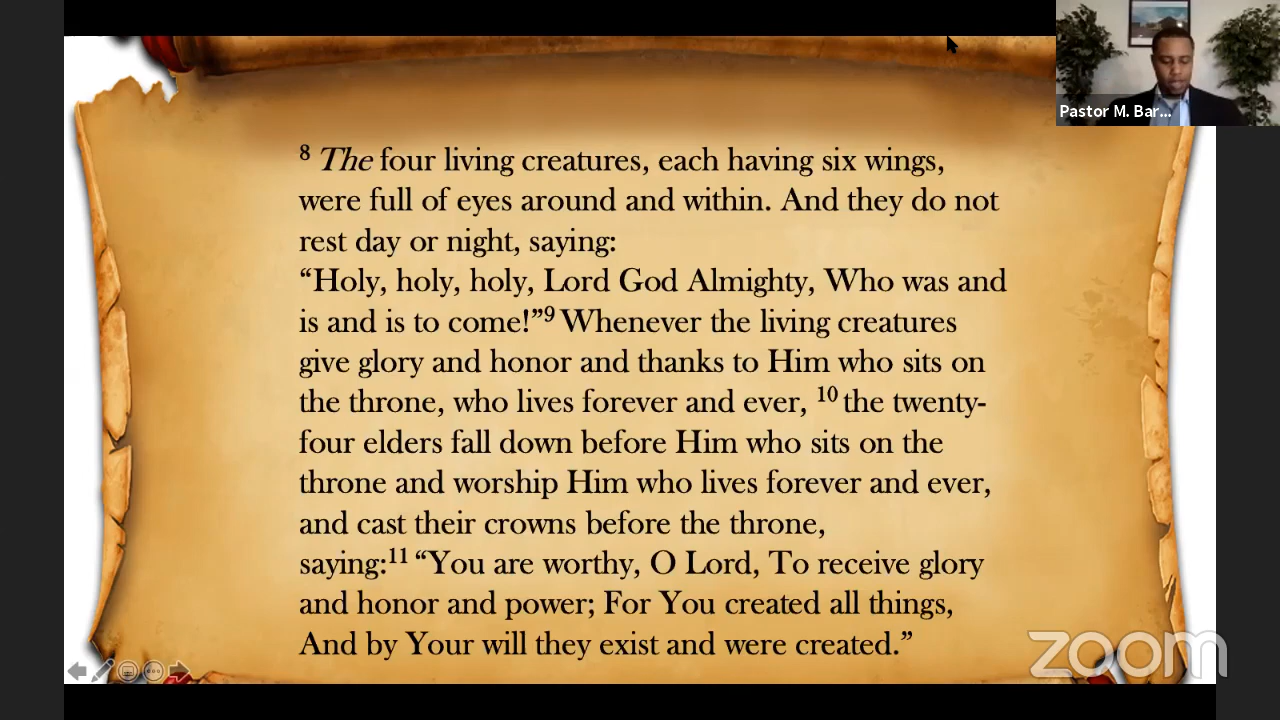 Pastor M. Bar...
8 The four living creatures, each having six wings,
were full of eyes around and within. And they do not
rest day or night, saying:
“Holy, holy, holy, Lord God Almighty, Who was and
is and is to come!”9 Whenever the living creatures
give glory and honor and thanks to Him who sits on
the throne, who lives forever and ever, 10 the twenty-
four elders fall down before Him who sits on the
throne and worship Him who lives forever and ever,
and cast their crowns before the throne,
saying:11 “You are worthy, O Lord, To receive glory
and honor and power; For You created all things,
And by Your will they exist and were created.”
zoom